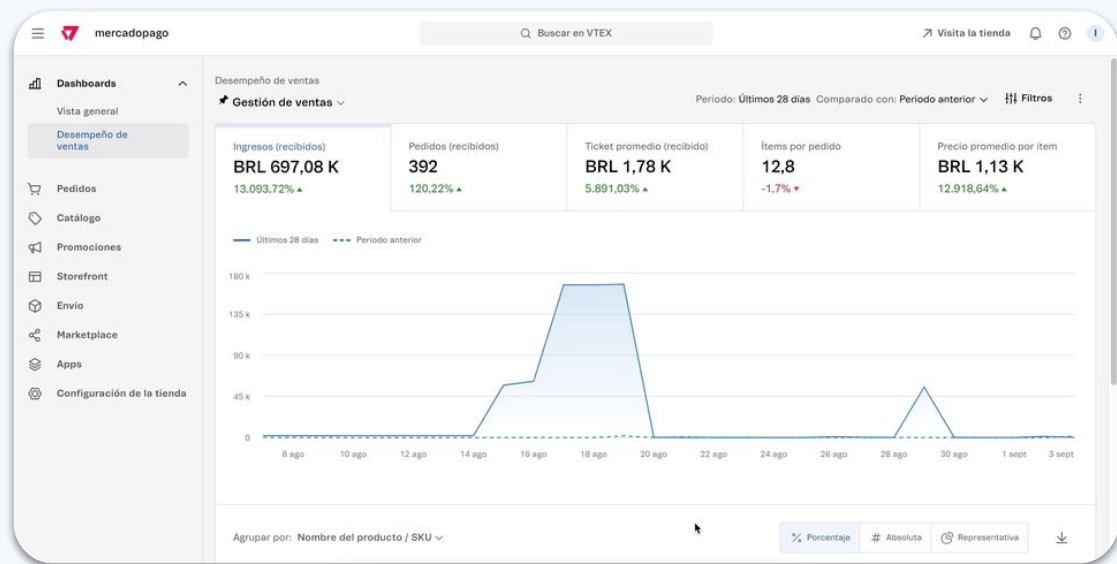 mercadopago
Buscar en VTEX
Visita la tienda
I
Dashboards
Vista general
Desempeño de
ventas
Pedidos
Catálogo
Promociones
Storefront
Envío
Marketplace
Apps
Configuración de la tienda
Desempeño de ventas
Gestión de ventas
Periodo: Últimos 28 días Comparado con: Periodo anterior
Filtros
Ingresos (recibidos)
BRL 697,08 K
13.093,72%
Pedidos (recibidos)
392
120,22%
Ticket promedio (recibido)
BRL 1,78 K
5.891,03%
Ítems por pedido
12,8
-1,7%
Precio promedio por ítem
BRL 1,13 K
12.918,64%
Últimos 28 días Periodo anterior
180 k
135 k
90 k
45 k
0
8 ago 10 ago 12 ago 14 ago 16 ago 18 ago 20 ago 22 ago 24 ago 26 ago 28 ago 30 ago 1 sept 3 sept
Agrupar por: Nombre del producto / SKU
Porcentaje
# Absoluta
Representativa